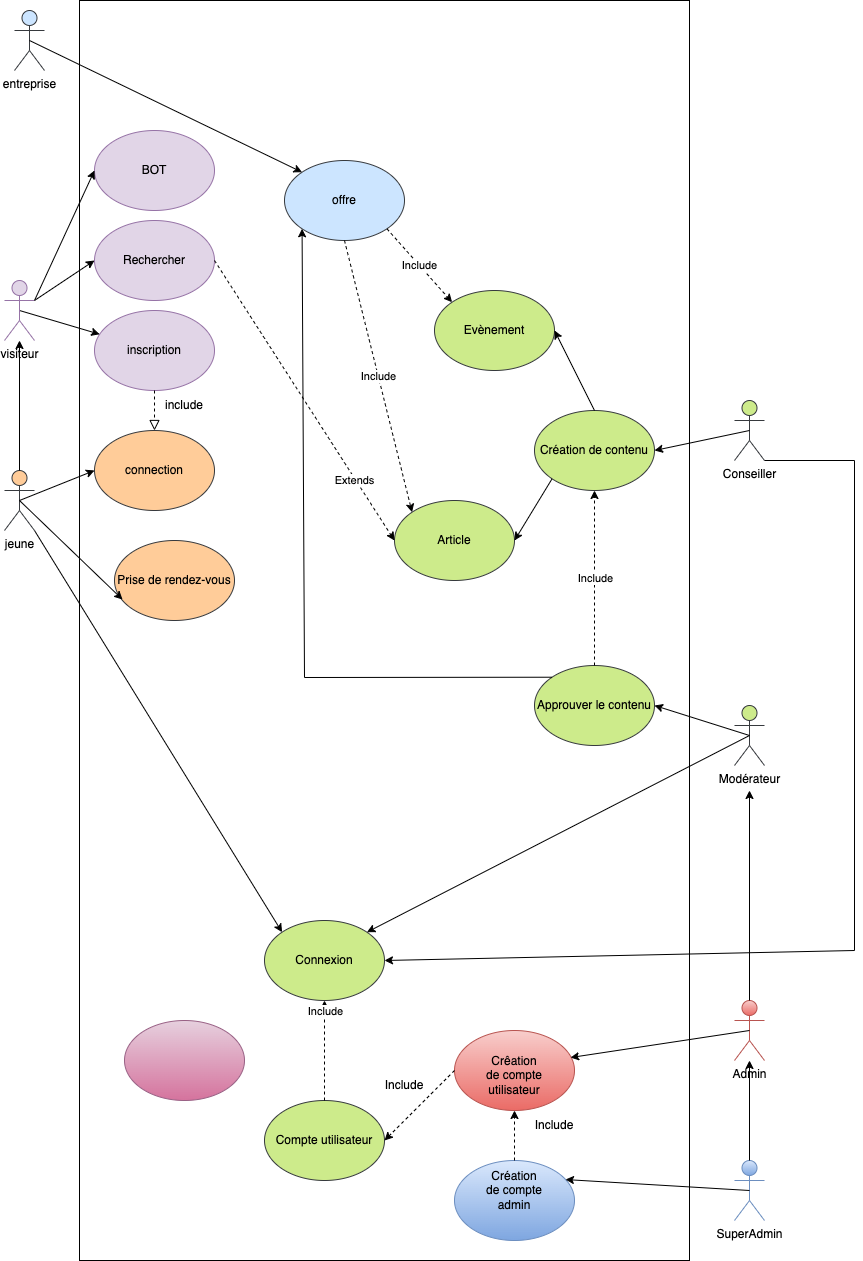 entreprise
BOT
offre
Rechercher
Include
visiteur
inscription
Evènement
Include
include
connection
Extends
Création de contenu
Conseiller
jeune
Article
Prise de rendez-vous
Include
Approuver le contenu
Modérateur
Connexion
Include
Création
de compte
utilisateur
Admin
Include
Compte utilisateur
Include
Création
de compte
admin
SuperAdmin